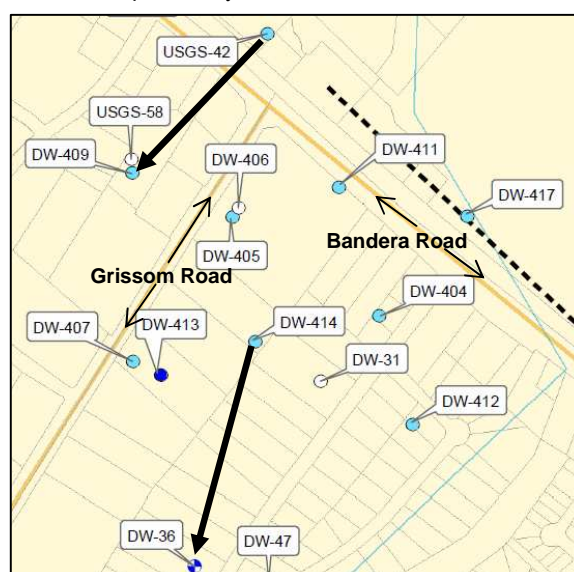 USGS-42
USGS-58
DW-409
DW-406
DW-411
DW-417
DW-405
Bandera Road
Grissom Road
DW-404
DW-407
DW-413
DW-414
DW-31
DW-412
DW-36
DW-47